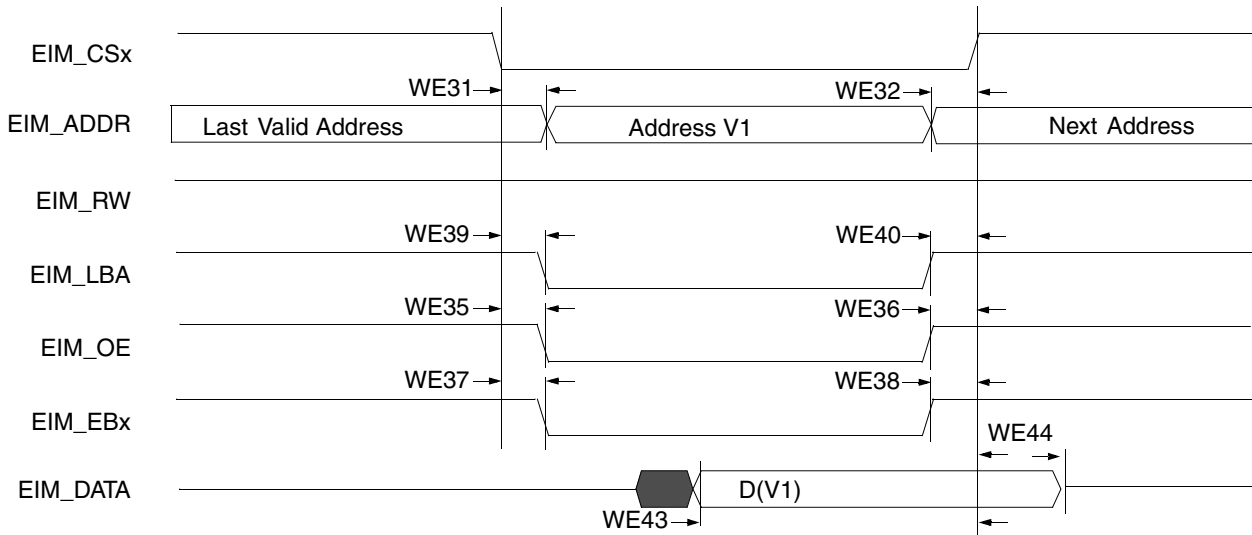 EIM_CSx
WE31
WE32
EIM_ADDR
Last Valid Address
Address V1
Next Address
EIM_RW
WE39
WE40
EIM_LBA
WE35
WE36
EIM_OE
WE37
WE38
EIM_EBx
WE44
EIM_DATA
D(V1)
WE43